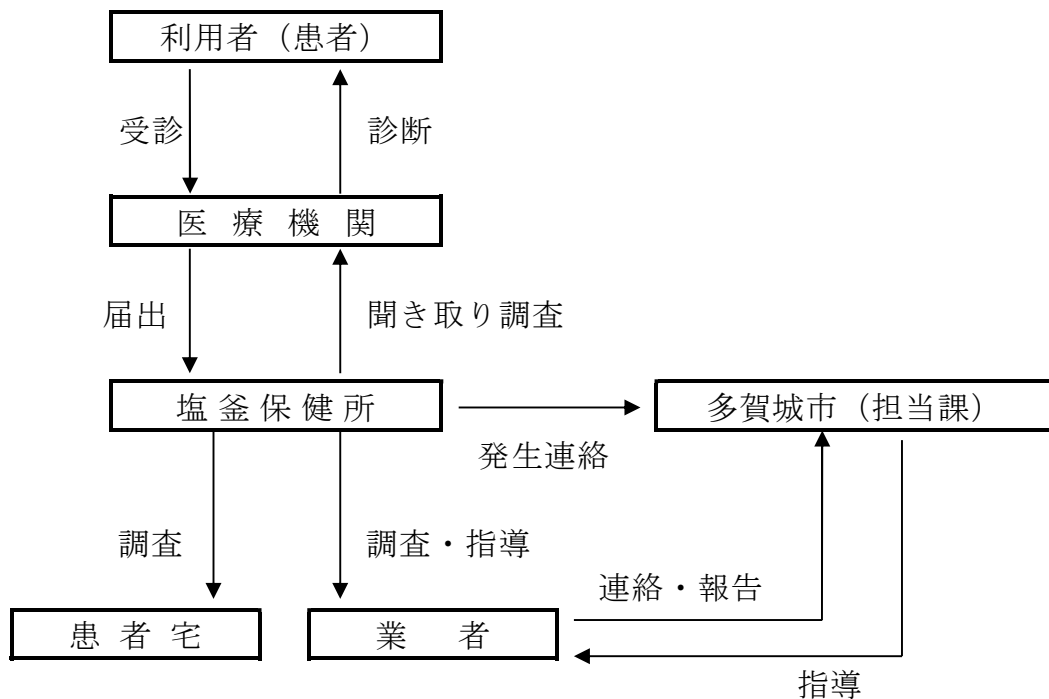 利用者（患者）
受診
診断
医療機関
届出
聞き取り調査
塩釜保健所
多賀城市（担当課）
発生連絡
調査
調査・指導
連絡・報告
患者宅
業者
指導